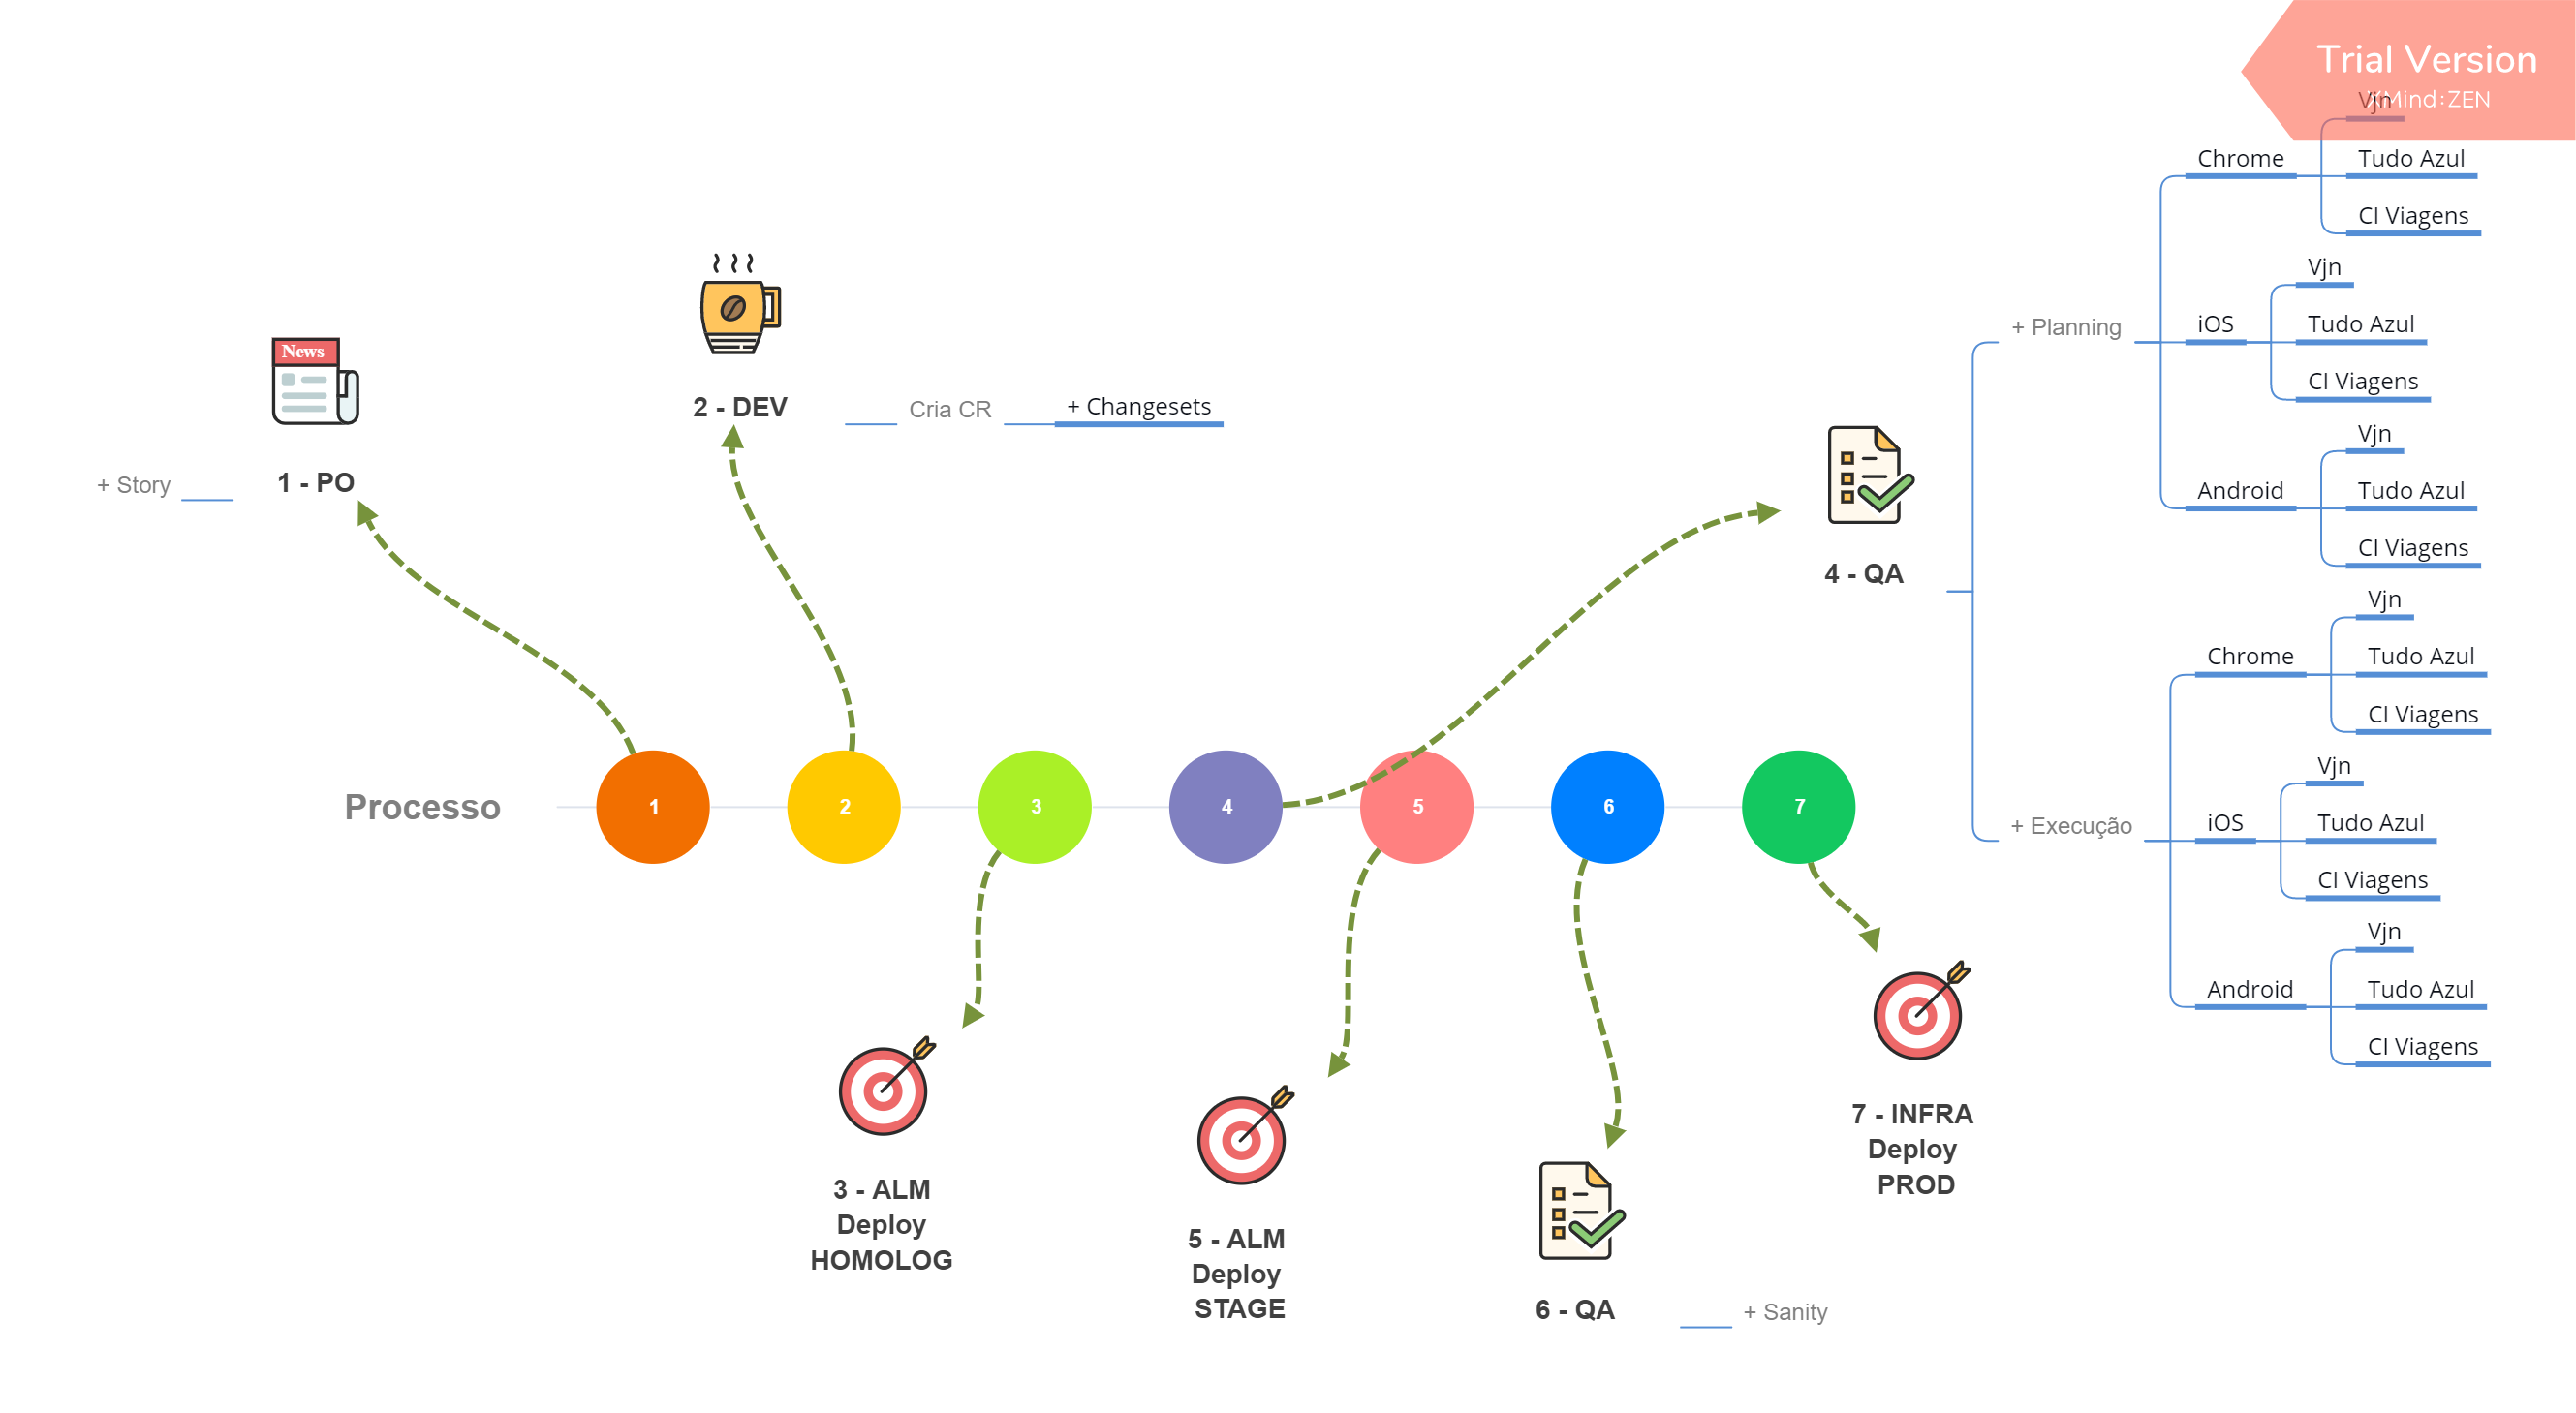 Trial Version
XMind:ZEN
Vjn
Chrome
Tudo Azul
CI Viagens
+ Planning
Vjn
iOS
Tudo Azul
CI Viagens
Vjn
Android
Tudo Azul
CI Viagens
News
1 - PO
+ Story
2 - DEV
Cria CR
+ Changesets
4 - QA
Vjn
Chrome
Tudo Azul
CI Viagens
+ Execução
Vjn
iOS
Tudo Azul
CI Viagens
Vjn
Android
Tudo Azul
CI Viagens
Processo
1
2
3
4
5
6
7
3 - ALM
Deploy
HOMOLOG
5 - ALM
Deploy
STAGE
6 - QA
+ Sanity
7 - INFRA
Deploy
PROD